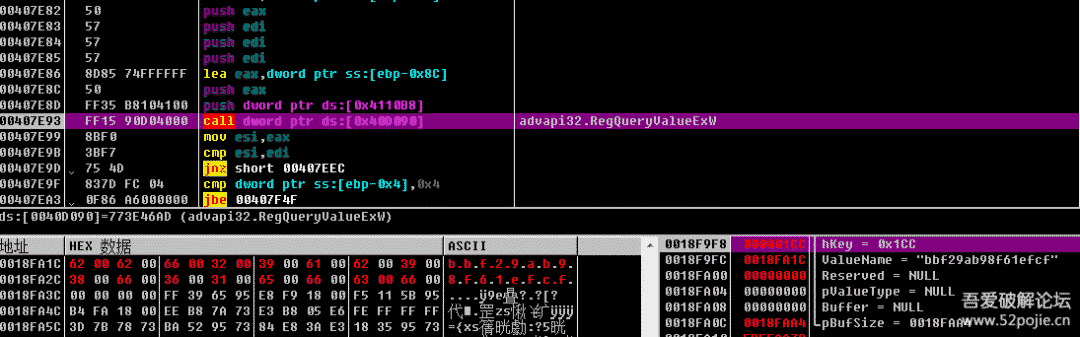 00407E82 50 push eax
00407E83 57 push edi
00407E84 57 push edi
00407E85 57 push edi
00407E86 8D85 74FFFFFF lea eax,dword ptr ss:[ebp-0x8C]
00407E8C 50 push eax
00407E8D FF35 B8104100 push dword ptr ds:[0x4110B8]
00407E93 FF15 90D04000 call dword ptr ds:[0x40D090] advapi32.RegQueryValueExW
00407E99 8BF0 mov esi,eax
00407E9B 3BF7 cmp esi,edi
00407E9D 75 4D jnz short 00407EEC
00407E9F 837D FC 04 cmp dword ptr ss:[ebp-0x4],0x4
00407EA3 0F86 A6000000 jbe 00407F4F
ds:[0040D090]=773E46AD (advapi32.RegQueryValueExW)
地址 HEX 数据 ASCII
0018FA1C 62 00 62 00 66 00 32 00 39 00 61 00 62 00 39 00 b.b.f.2.9.a.b.9.
0018FA2C 38 00 66 00 36 00 31 00 65 00 66 00 63 00 66 00 8.f.6.1.e.f.c.f.
0018FA3C 00 00 00 00 FF 39 65 95 E8 F9 18 00 F5 11 5B 95
0018FA4C B4 FA 18 00 EE B8 7A 73 E3 B8 05 E6 FE FF FF FF
0018FA5C 3D 7B 78 73 BA 52 95 73 84 E8 3A E3 18 35 95 73
0018F9F8 000001CC hKey = 0x1CC
0018F9FC 0018FA1C ValueName = "bbf29ab98f61efcf"
0018FA00 00000000 Reserved = NULL
0018FA04 00000000 pValueType = NULL
0018FA08 00000000 Buffer = NULL
0018FA0C 0018FAA4 pBufSize = 0018FAA4
0018FA10
吾爱破解论坛
www.52pojie.cn